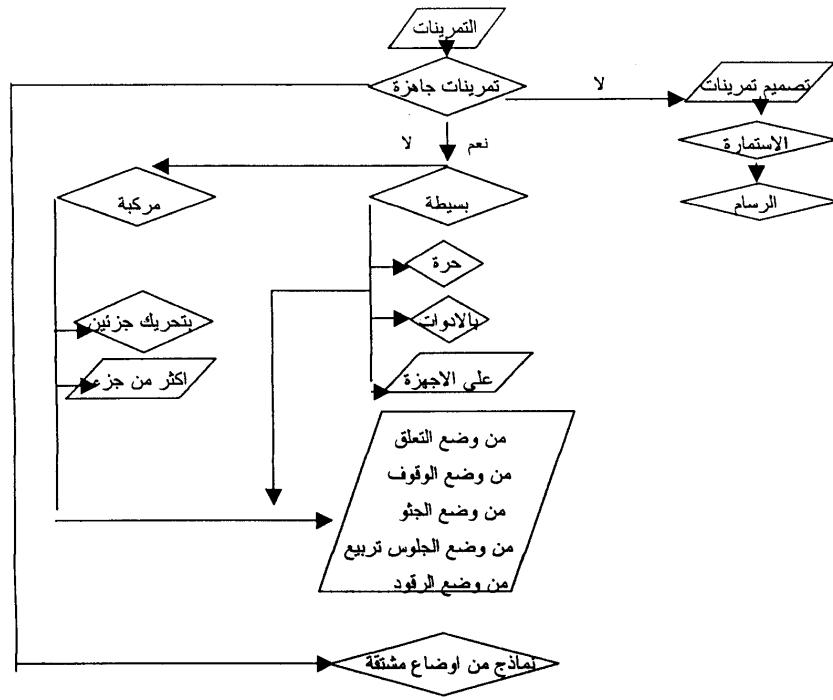 التمرينات
تمرينات جاهزة
لا
تصميم تمرينات
الاستمارة
الرسام
نعم
لا
بسيطة
مركبة
حرة
بالادوات
علي الاجهزة
بتحريك جزئين
اكثر من جزء
من وضع التعلق
من وضع الوقوف
من وضع الجثو
من وضع الجلوس تربيع
من وضع الرقود
نماذج من اوضاع مشتقة